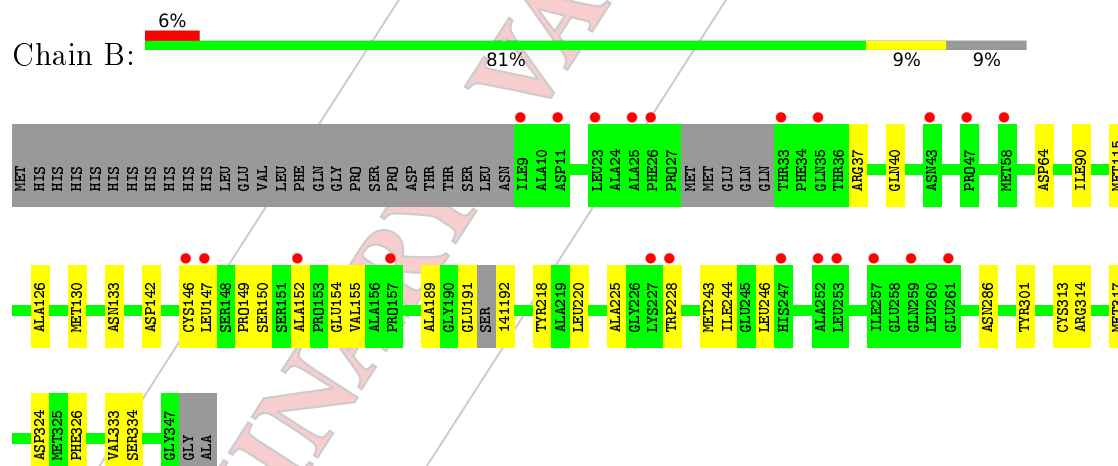 6%
Chain B:
81% 9% 9%
MET HIS HIS HIS HIS HIS HIS HIS HIS HIS HIS LEU GLU VAL LEU PHE GLN GLY PRO SER PRO ASP THR THR SER LEU ASN ILE9 ALA10 ASP11 LEU23 ALA24 ALA25 PHE26 PRO27 MET MET GLU GLN GLN THR33 PHE34 GLN35 THR36 ARG37 GLN40 ASN43 PRO47 MET58 ASP64 ILE90 MET115
ALA126 MET130 ASN133 ASP142 CYS146 LEU147 SER148 PRO149 SER150 SER151 ALA152 PRO153 GLU154 VAL155 ALA156 PRO157 ALA189 GLY190 GLU191 SER 141192 TYR218 ALA219 LEU220 ALA225 GLY226 LYS227 TRP228 MET243 ILE244 GLU245 LEU246 HIS247 ALA252 LEU253 ILE257 GLU258 GLN259 LEU260 GLU261 ASN286 TYR301 CYS313 ARG314 MET317
ASP324 MET325 PHE326 VAL333 SER334 GLY347 GLY ALA